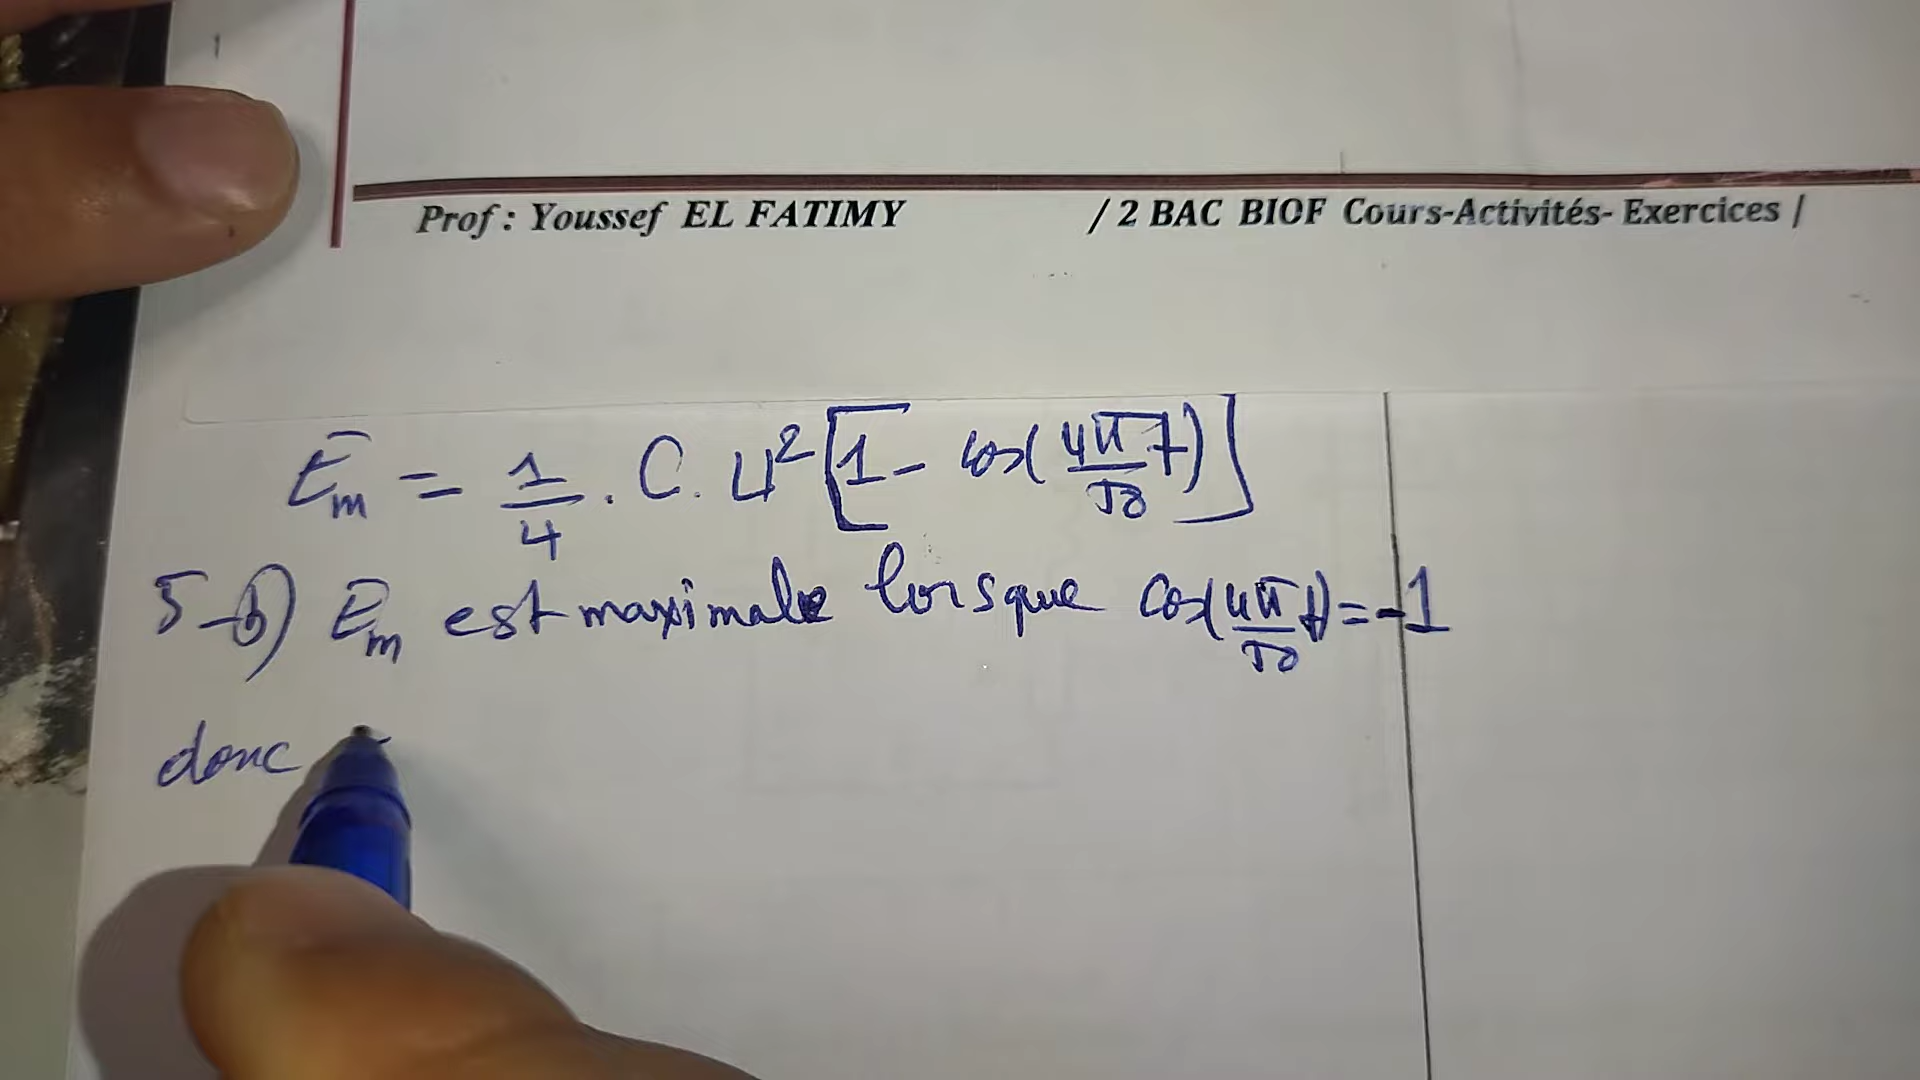 Prof : Youssef EL FATIMY / 2 BAC BIOF Cours-Activités- Exercices /
Em = 1/4 . C. U² [1 - cos(4π/T0 t)]
5-b) Em est maximale lorsque cos(4π/T0 t) = -1
donc